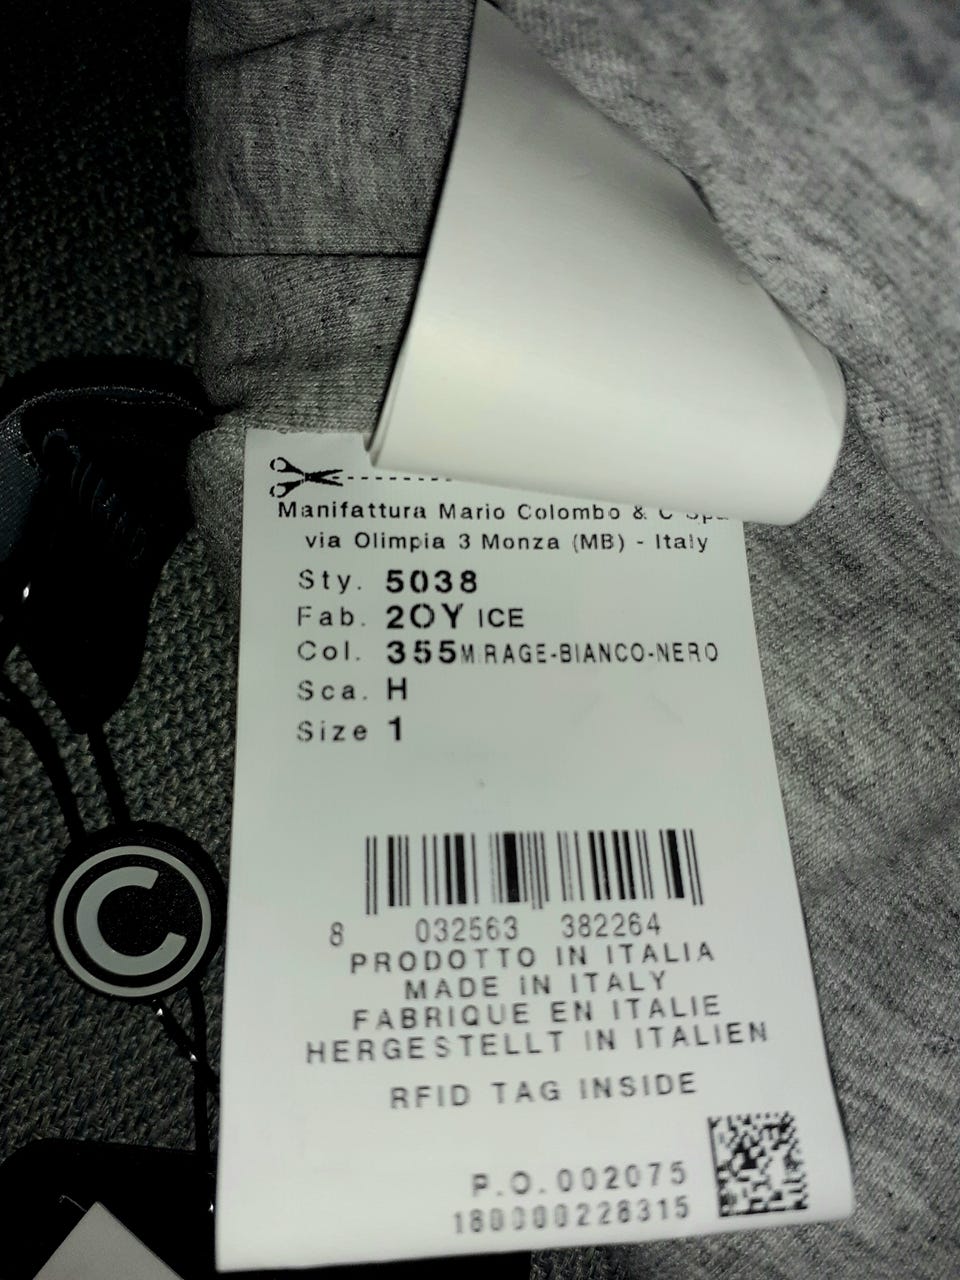 Manifattura Mario Colombo & C Spa
via Olimpia 3 Monza (MB) - Italy
Sty. 5038
Fab. 2OY ICE
Col. 355 MIRAGE-BIANCO-NERO
Sca. H
Size 1
8 032563 382264
PRODOTTO IN ITALIA
MADE IN ITALY
FABRIQUE EN ITALIE
HERGESTELLT IN ITALIEN
RFID TAG INSIDE
P.O.002075
180000228315
C